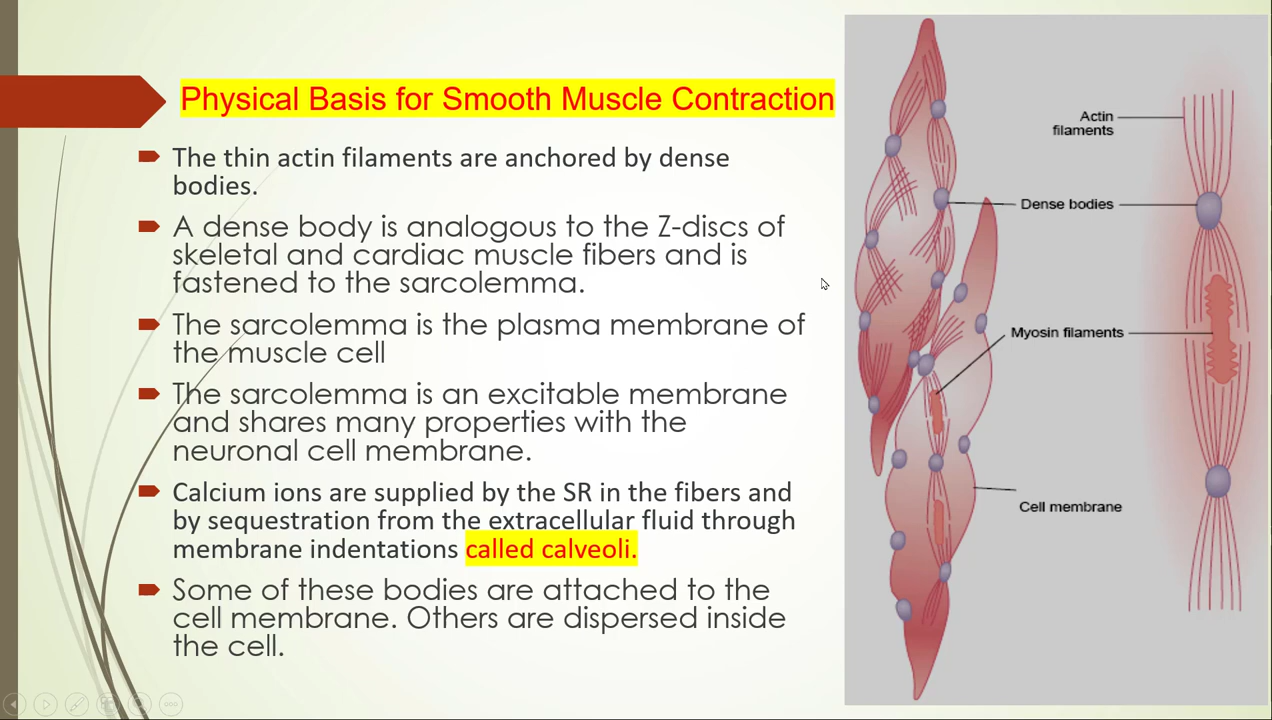 Physical Basis for Smooth Muscle Contraction
The thin actin filaments are anchored by dense
bodies.
A dense body is analogous to the Z-discs of
skeletal and cardiac muscle fibers and is
fastened to the sarcolemma.
The sarcolemma is the plasma membrane of
the muscle cell
The sarcolemma is an excitable membrane
and shares many properties with the
neuronal cell membrane.
Calcium ions are supplied by the SR in the fibers and
by sequestration from the extracellular fluid through
membrane indentations called calveoli.
Some of these bodies are attached to the
cell membrane. Others are dispersed inside
the cell.
Actin
filaments
Dense bodies
Myosin filaments
Cell membrane